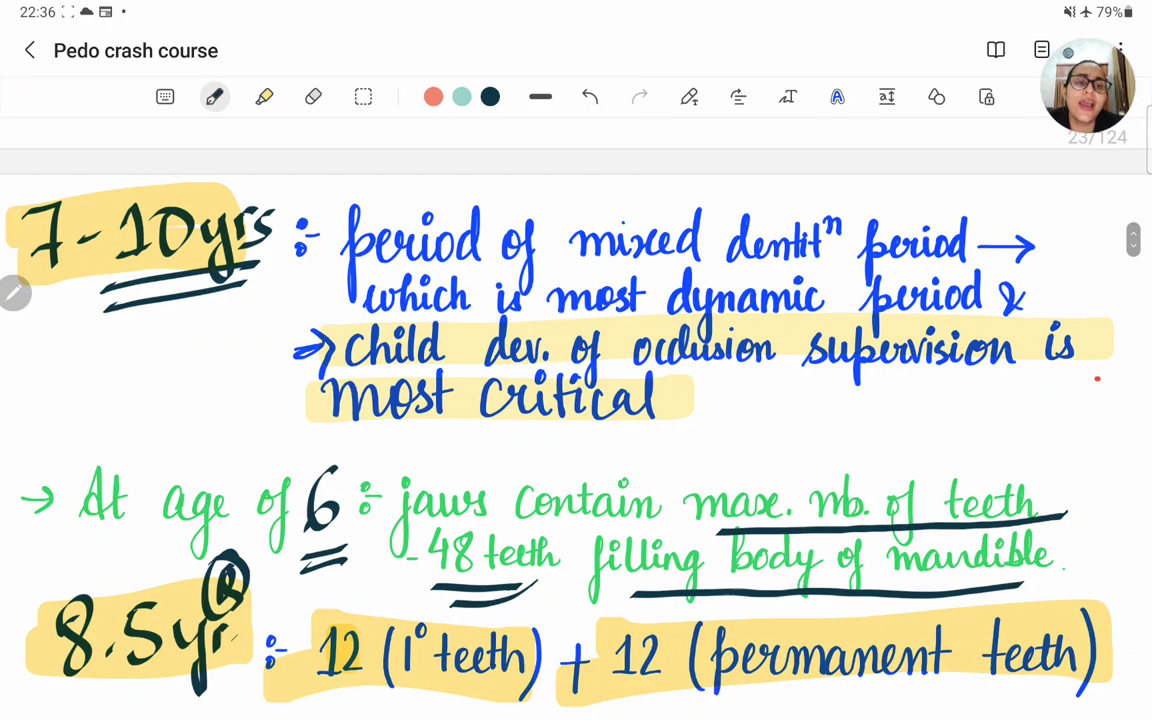 22:36
79%
Pedo crash course
23/124
7-10yrs :- period of mixed dentitⁿ period →
which is most dynamic period &
→ child dev. of occlusion supervision is
most critical
→ At age of 6 :- jaws contain max. nb. of teeth
- 48 teeth filling body of mandible.
8.5yr :- 12 (1° teeth) + 12 (permanent teeth)